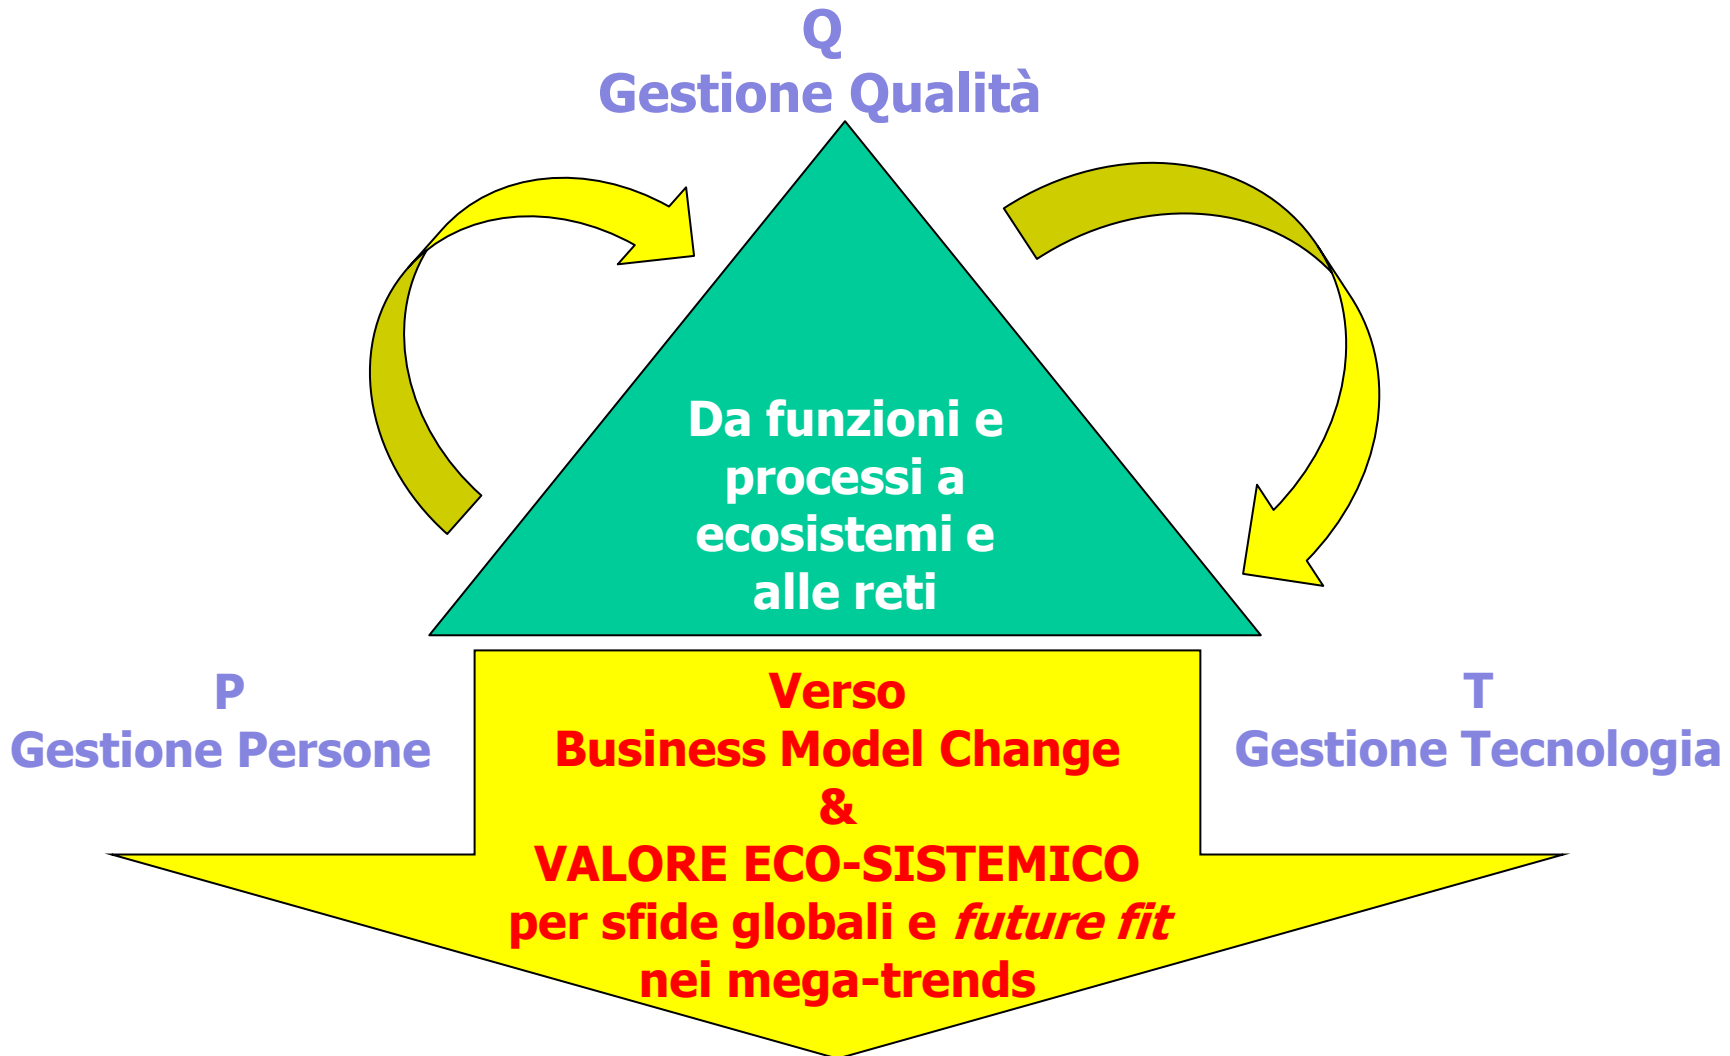 Q
Gestione Qualità
Da funzioni e
processi a
ecosistemi e
alle reti
P
Gestione Persone
Verso
Business Model Change
&
VALORE ECO-SISTEMICO
per sfide globali e future fit
nei mega-trends
T
Gestione Tecnologia